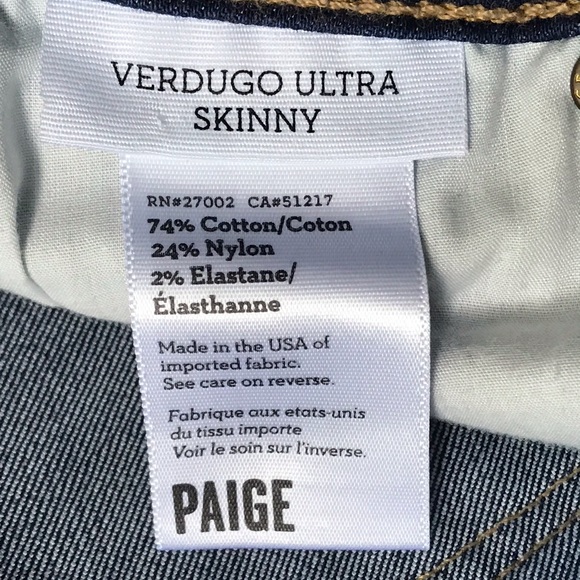 VERDUGO ULTRA
SKINNY
RN#27002 CA#51217
74% Cotton/Coton
24% Nylon
2% Elastane/
Élasthanne
Made in the USA of
imported fabric.
See care on reverse.
Fabrique aux etats-unis
du tissu importe
Voir le soin sur l'inverse.
PAIGE